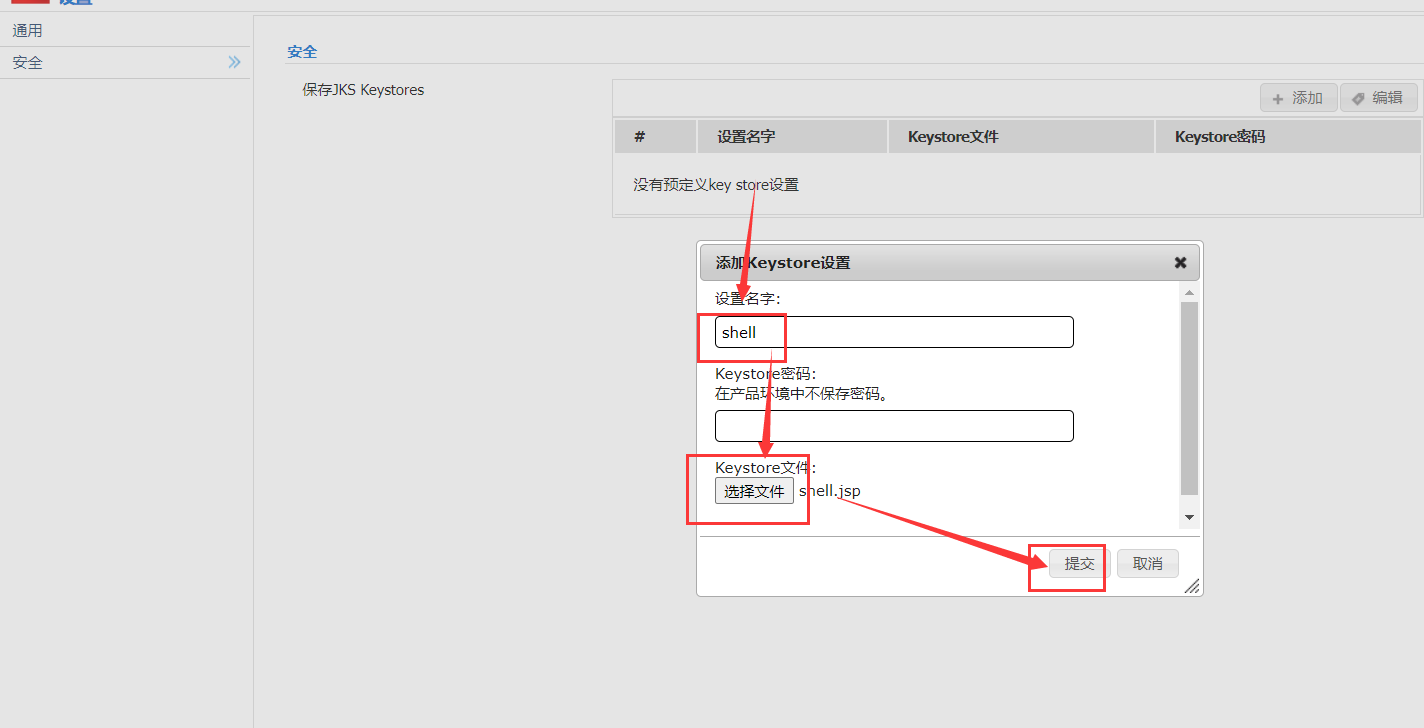 设置
通用
安全
安全
保存JKS Keystores
添加
编辑
#
设置名字
Keystore文件
Keystore密码
没有预定义key store设置
添加Keystore设置
设置名字:
shell
Keystore密码:
在产品环境中不保存密码。
Keystore文件:
选择文件 shell.jsp
提交
取消